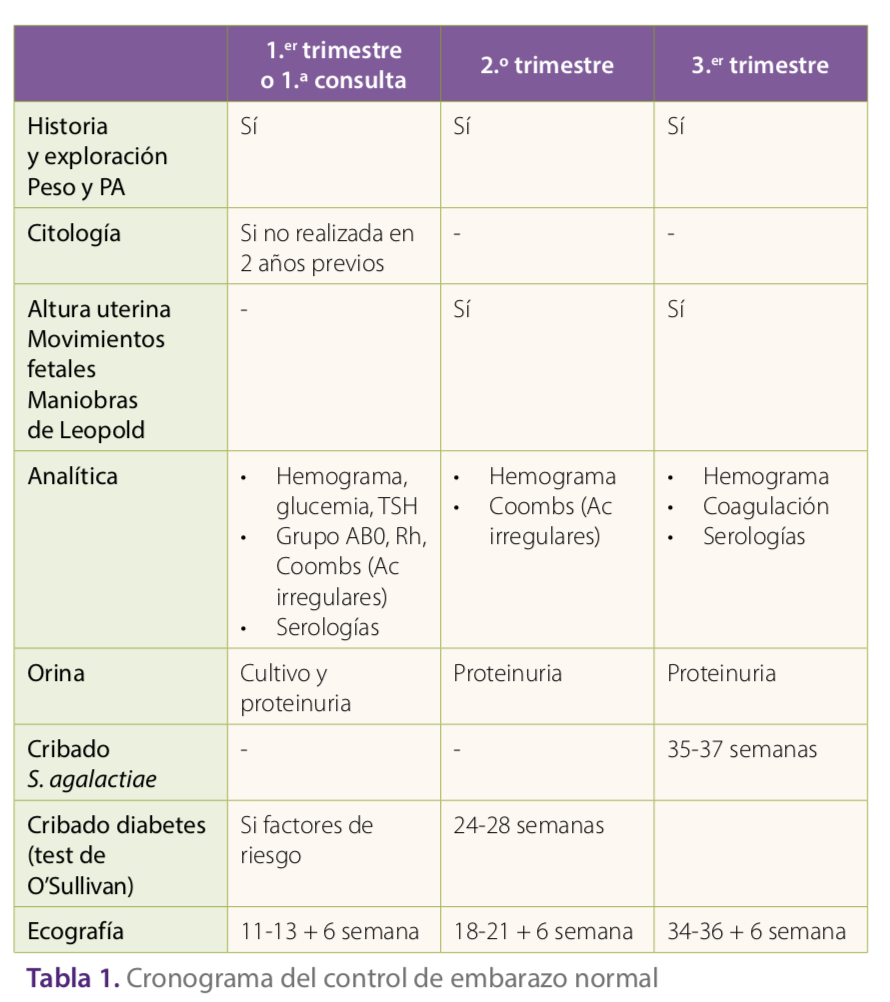 1.er trimestre
o 1.ª consulta
2.º trimestre
3.er trimestre
Historia
y exploración
Peso y PA
Sí
Sí
Sí
Citología
Si no realizada en
2 años previos
-
-
Altura uterina
Movimientos
fetales
Maniobras
de Leopold
-
Sí
Sí
Analítica
• Hemograma,
glucemia, TSH
• Grupo AB0, Rh,
Coombs (Ac
irregulares)
• Serologías
• Hemograma
• Coombs (Ac
irregulares)
• Hemograma
• Coagulación
• Serologías
Orina
Cultivo y
proteinuria
Proteinuria
Proteinuria
Cribado
S. agalactiae
-
-
35-37 semanas
Cribado diabetes
(test de
O’Sullivan)
Si factores de
riesgo
24-28 semanas
Ecografía
11-13 + 6 semana
18-21 + 6 semana
34-36 + 6 semana
Tabla 1. Cronograma del control de embarazo normal